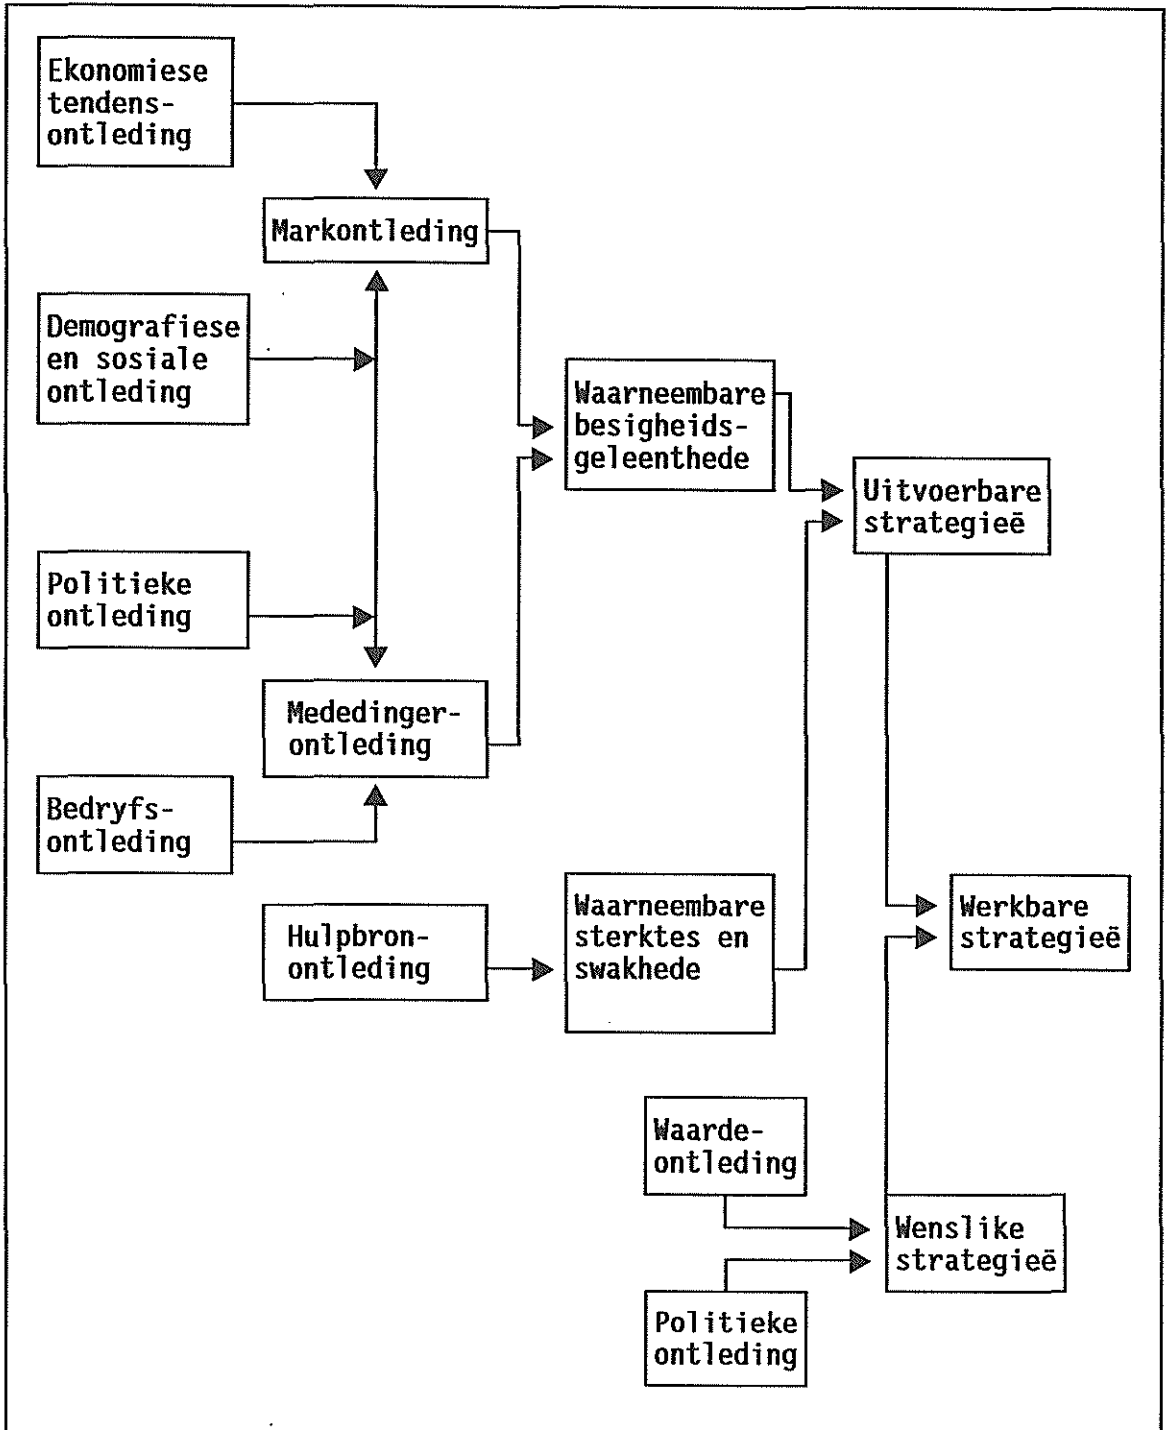 Ekonomiese
tendens-
ontleding
Markontleding
Demografiese
en sosiale
ontleding
Waarneembare
besigheids-
geleenthede
Uitvoerbare
strategieë
Politieke
ontleding
Mededinger-
ontleding
Bedryfs-
ontleding
Hulpbron-
ontleding
Waarneembare
sterktes en
swakhede
Werkbare
strategieë
Waarde-
ontleding
Wenslike
strategieë
Politieke
ontleding